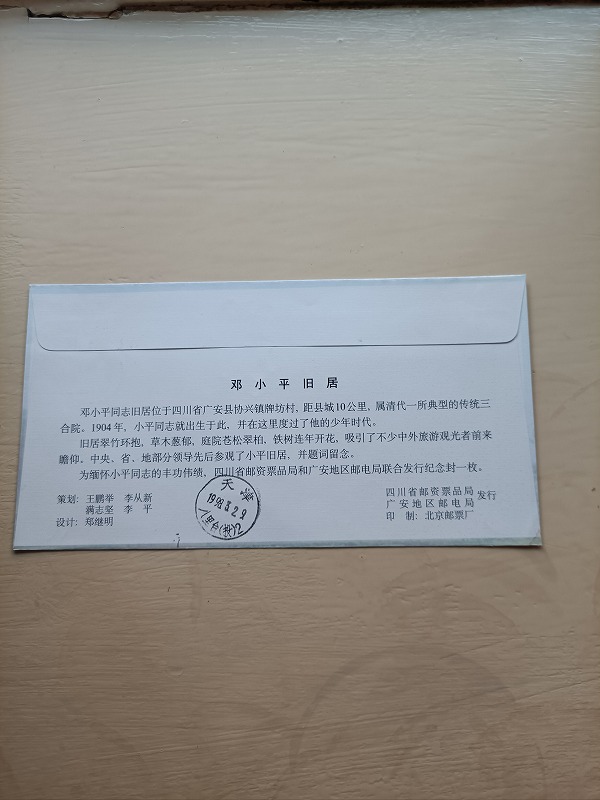 邓小平旧居
邓小平同志旧居位于四川省广安县协兴镇牌坊村，距县城10公里，属清代一所典型的传统三
合院。1904年，小平同志就出生于此，并在这里度过了他的少年时代。
旧居翠竹环抱，草木葱郁，庭院苍松翠柏，铁树连年开花，吸引了不少中外旅游观光者前来
瞻仰。中央、省、地部分领导先后参观了小平旧居，并题词留念。
为缅怀小平同志的丰功伟绩，四川省邮资票品局和广安地区邮电局联合发行纪念封一枚。
策划：王鹏举 李从新
满志坚 李 平
设计：郑继明
四川省邮资票品局
广安地区邮电局 发行
印 制：北京邮票厂
天津
八里台(投)2